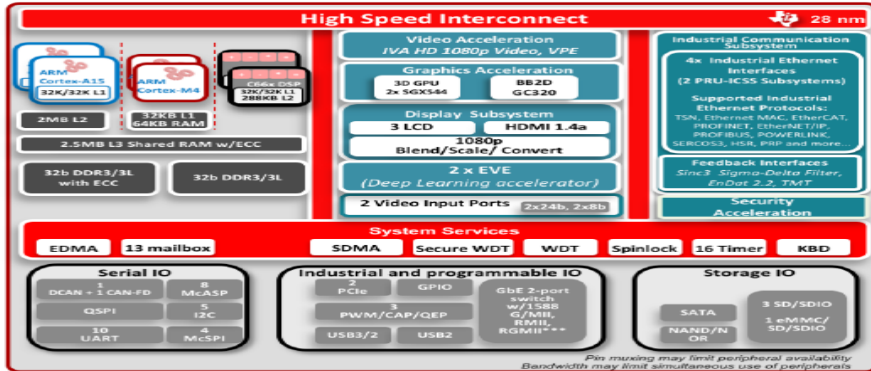 High Speed Interconnect
28 nm
ARM
Cortex-A15
32K/32K L1
ARM
Cortex-M4
C66x DSP
32K/32K L1
288KB L2
2MB L2
32KB L1
64KB RAM
2.5MB L3 Shared RAM w/ECC
32b DDR3/3L
with ECC
32b DDR3/3L
Video Acceleration
IVA HD 1080p Video, VPE
Graphics Acceleration
3D GPU
2x SGX544
BB2D
GC320
Display Subsystem
3 LCD
HDMI 1.4a
1080p
Blend/Scale/ Convert
2 x EVE
(Deep Learning accelerator)
2 Video Input Ports
2x24b, 2x8b
Industrial Communication
Subsystem
4x Industrial Ethernet
Interfaces
(2 PRU-ICSS Subsystems)
Supported Industrial
Ethernet Protocols:
TSN, Ethernet MAC, EtherCAT,
PROFINET, EtherNET/IP,
PROFIBUS, POWERLINK,
SERCOS3, HSR, PRP and more...
Feedback Interfaces
Sinc3 Sigma-Delta Filter,
EnDat 2.2, TMT
Security
Acceleration
System Services
EDMA
13 mailbox
SDMA
Secure WDT
WDT
Spinlock
16 Timer
KBD
Serial IO
1
DCAN + 1 CAN-FD
8
McASP
QSPI
5
I2C
10
UART
4
McSPI
Industrial and programmable IO
2
PCIe
GPIO
3
PWM/CAP/QEP
USB3/2
USB2
GbE 2-port
switch
w/1588
G/MII,
RMII,
RGMII***
Storage IO
SATA
NAND/N
OR
3 SD/SDIO
1 eMMC/
SD/SDIO
Pin muxing may limit peripheral availability
Bandwidth may limit simultaneous use of peripherals